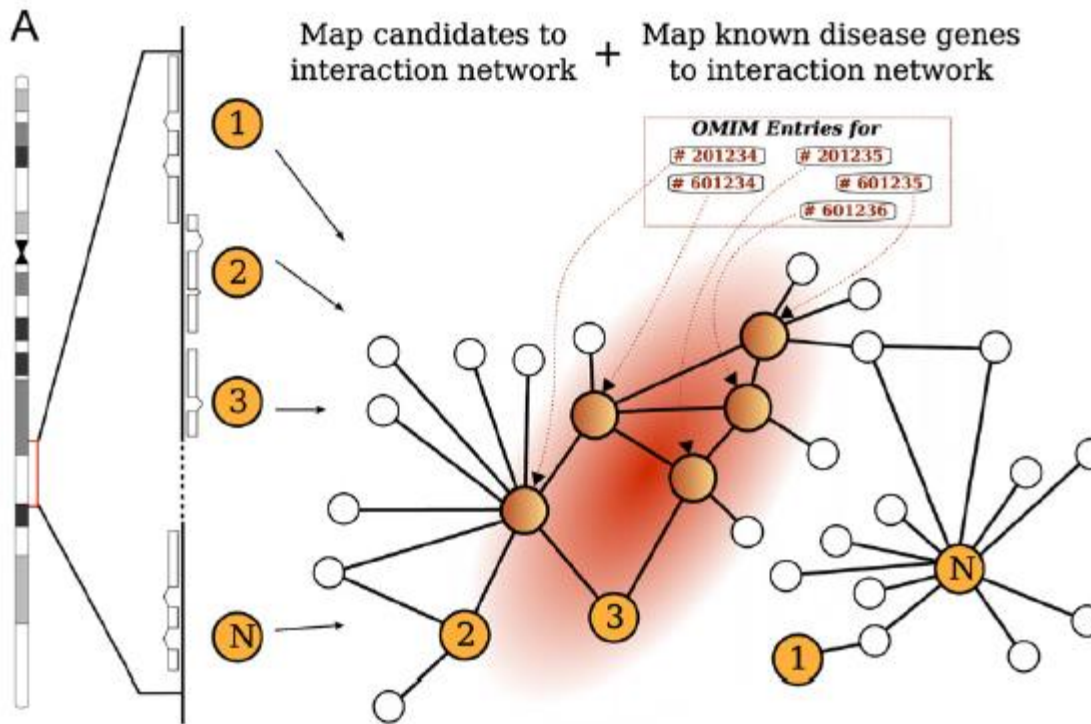 A
Map candidates to
interaction network
+
Map known disease genes
to interaction network
OMIM Entries for
# 201234
# 201235
# 601234
# 601235
# 601236
1
2
3
N
2
3
1
N